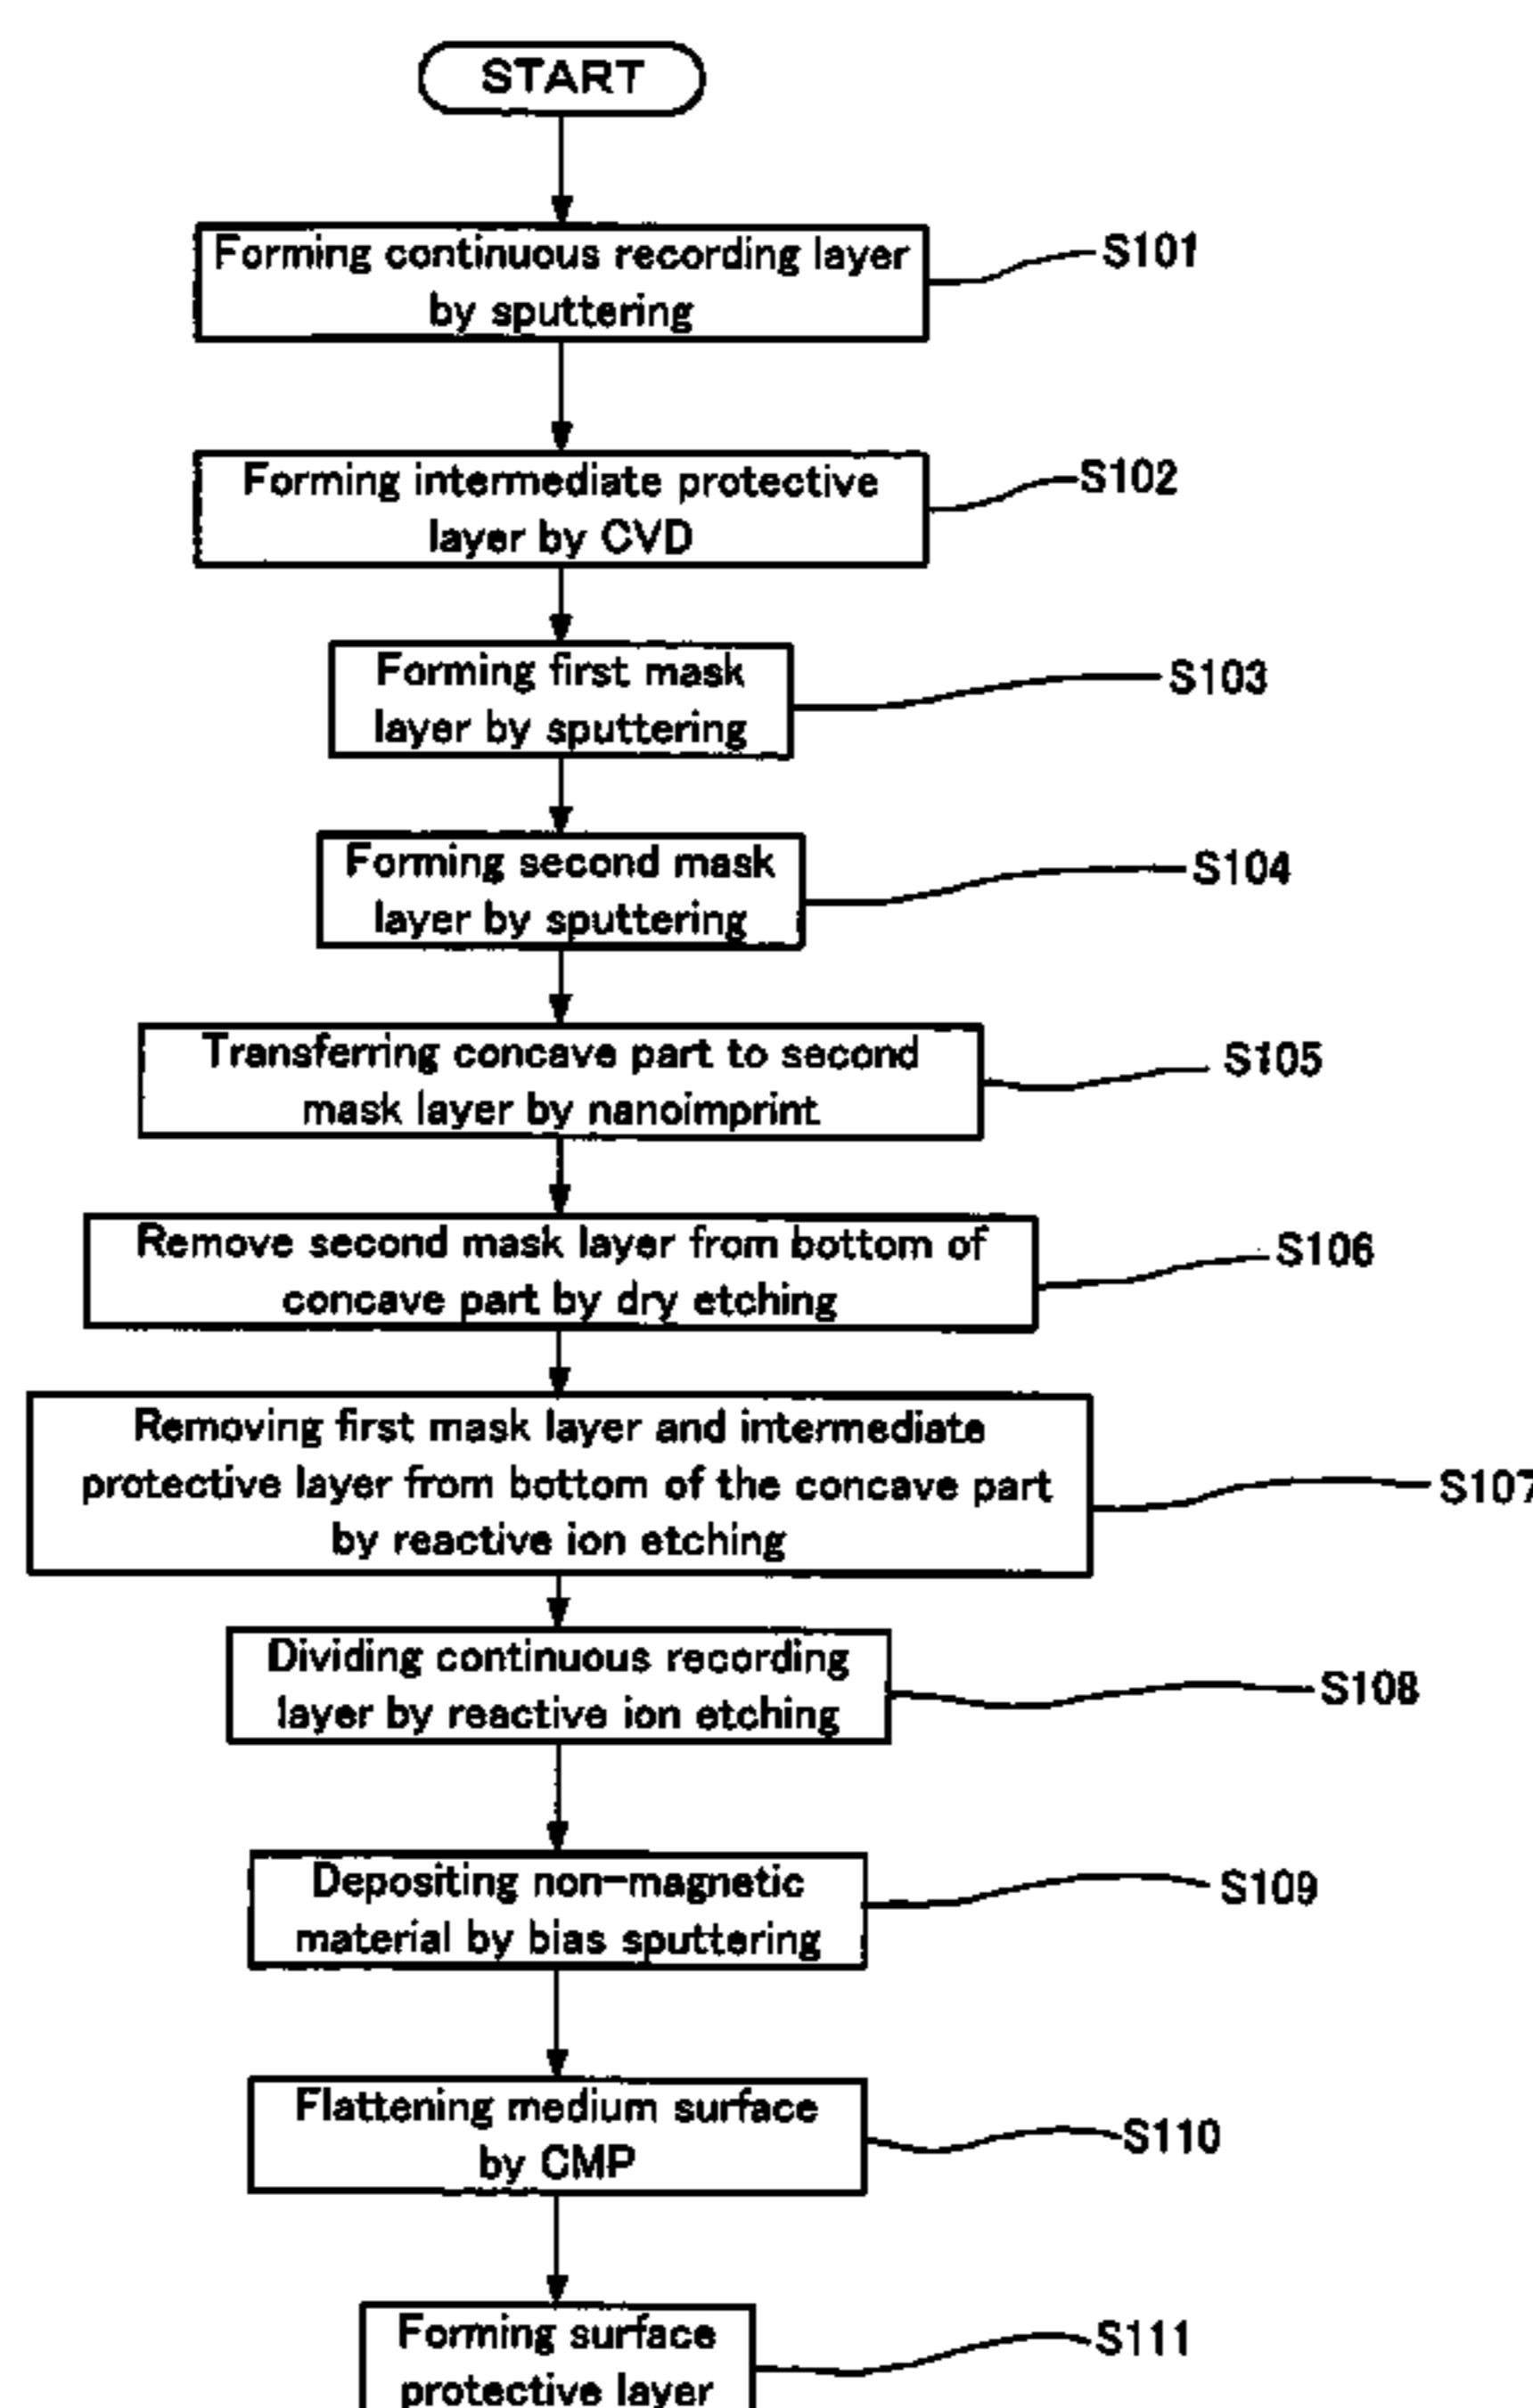 START
Forming continuous recording layer
by sputtering
S101
Forming intermediate protective
layer by CVD
S102
Forming first mask
layer by sputtering
S103
Forming second mask
layer by sputtering
S104
Transferring concave part to second
mask layer by nanoimprint
S105
Remove second mask layer from bottom of
concave part by dry etching
S106
Removing first mask layer and intermediate
protective layer from bottom of the concave part
by reactive ion etching
S107
Dividing continuous recording
layer by reactive ion etching
S108
Depositing non-magnetic
material by bias sputtering
S109
Flattening medium surface
by CMP
S110
Forming surface
protective layer
S111